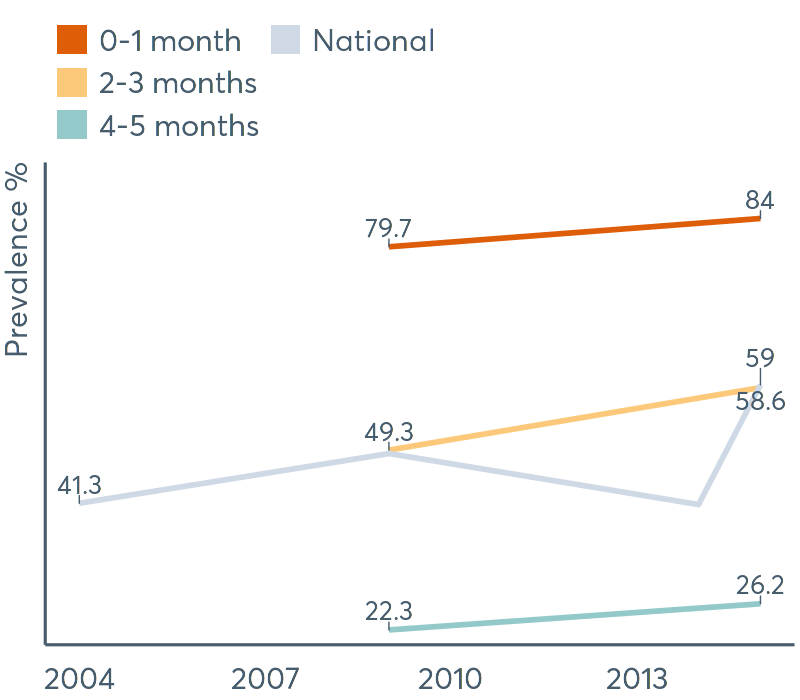 0-1 month
National
2-3 months
4-5 months
Prevalence %
84
79.7
59
58.6
49.3
41.3
26.2
22.3
2004 2007 2010 2013